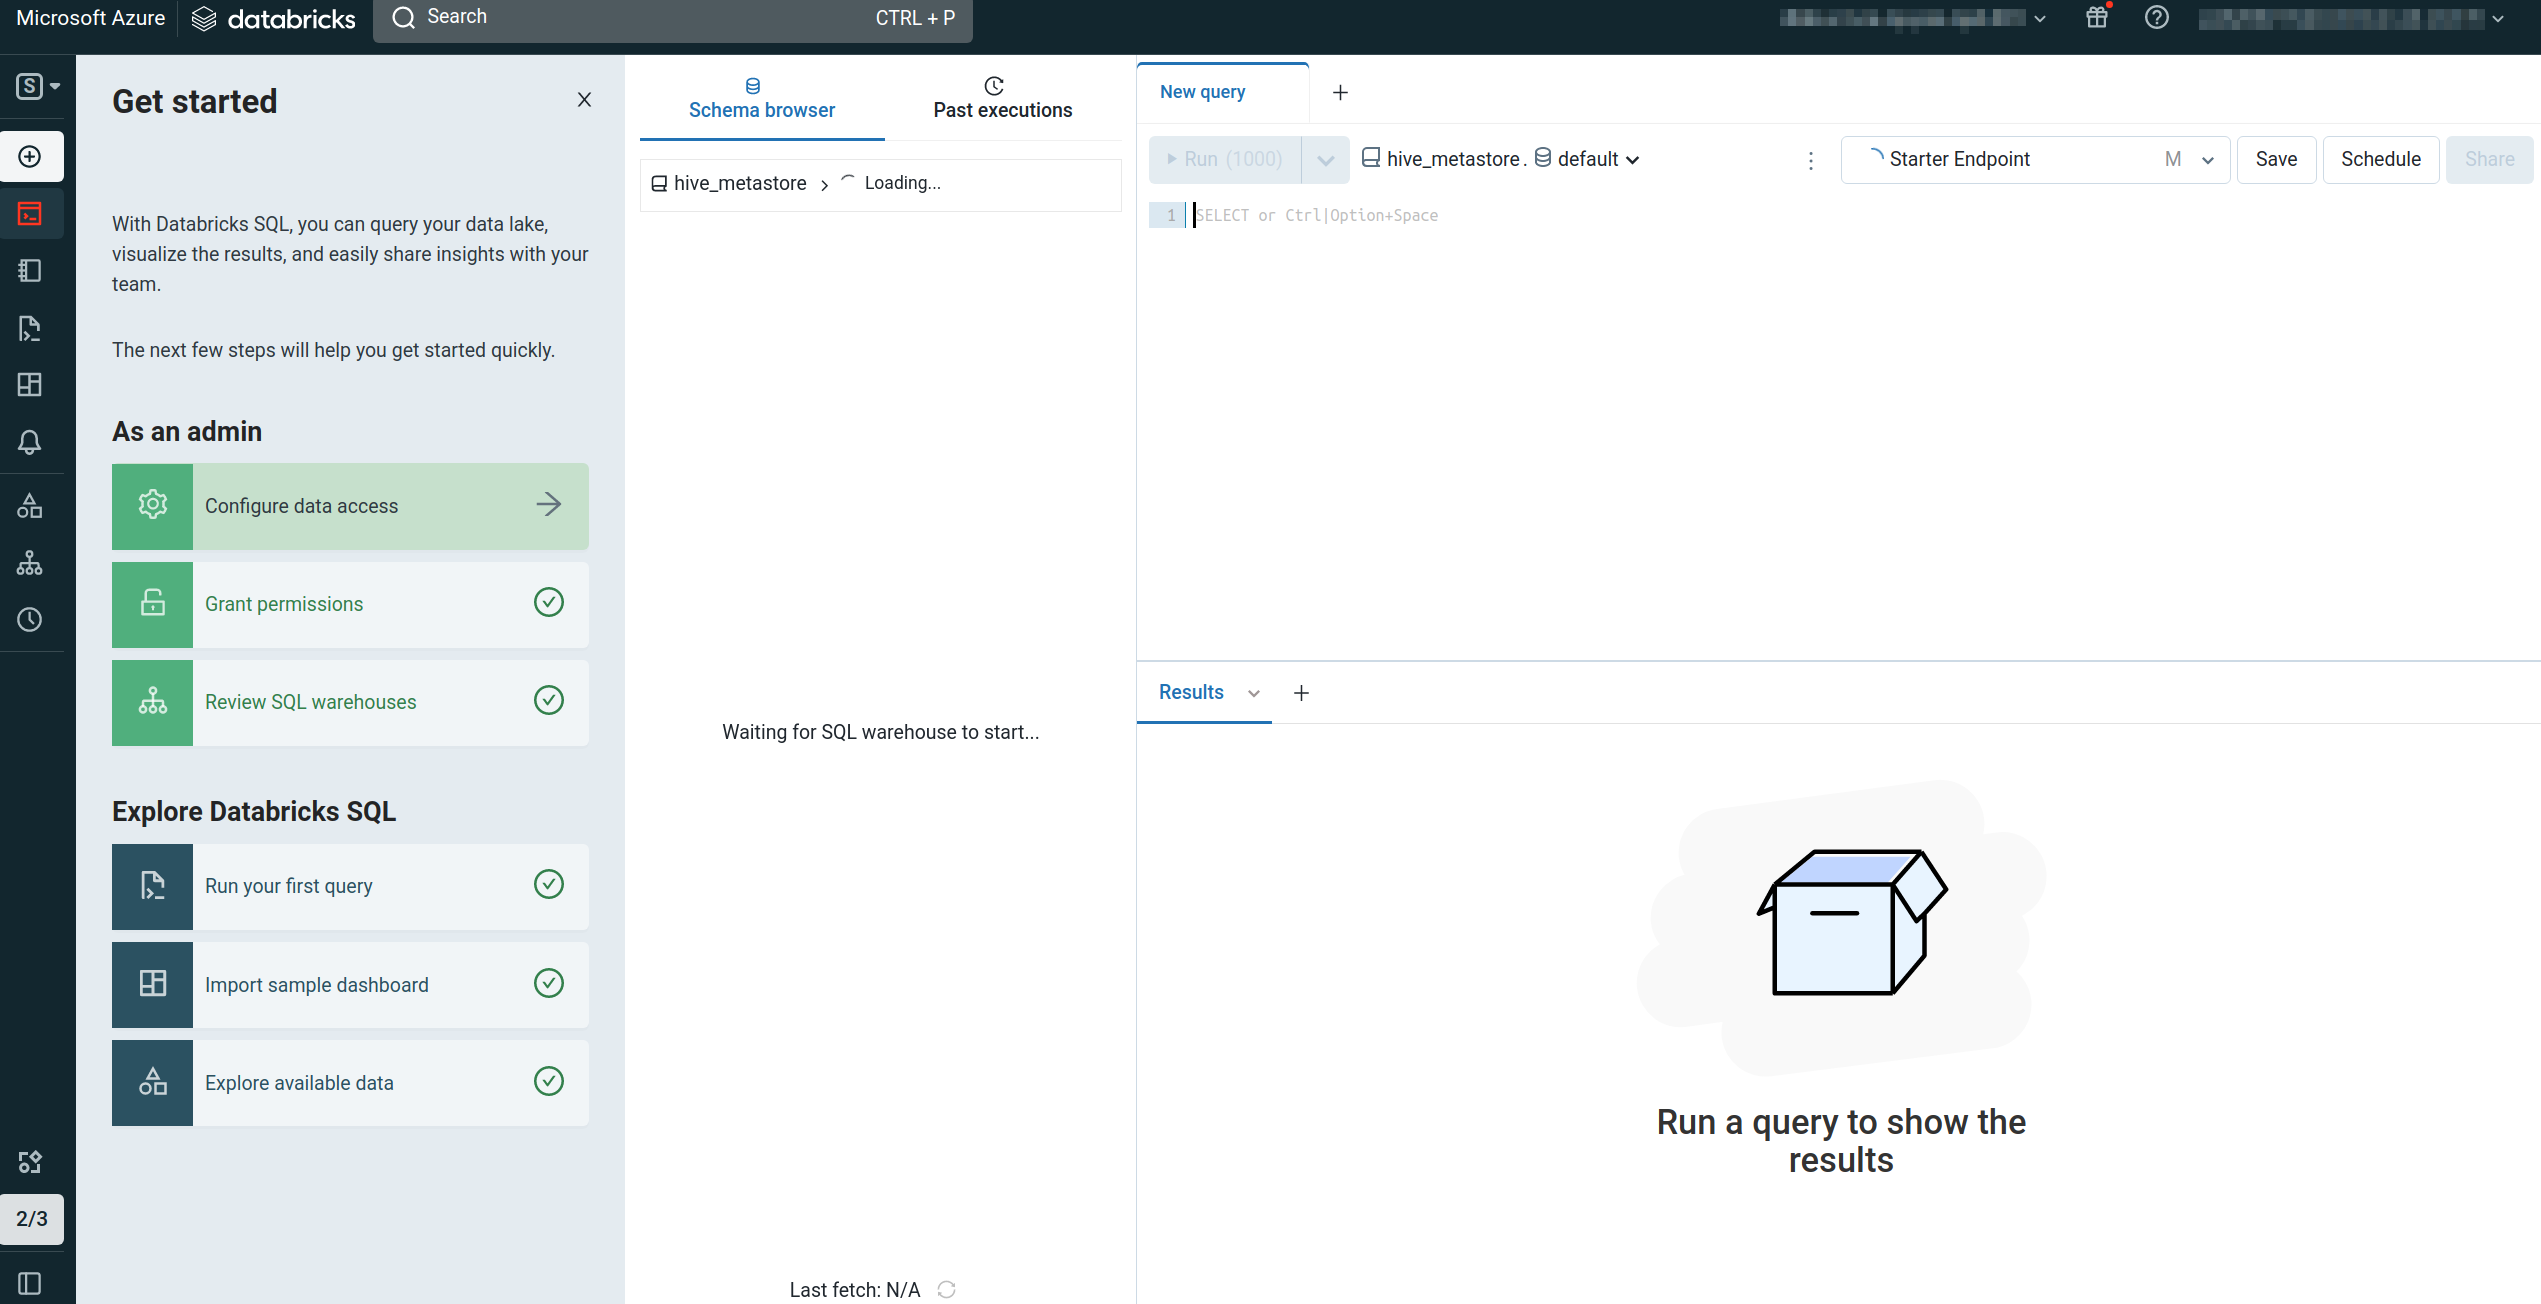 Microsoft Azure
databricks
Search
CTRL + P
S
Get started
With Databricks SQL, you can query your data lake,
visualize the results, and easily share insights with your
team.
The next few steps will help you get started quickly.
As an admin
Configure data access
Grant permissions
Review SQL warehouses
Explore Databricks SQL
Run your first query
Import sample dashboard
Explore available data
2/3
Schema browser
Past executions
hive_metastore
Loading...
Waiting for SQL warehouse to start...
Last fetch: N/A
New query
Run (1000)
hive_metastore. default
Starter Endpoint
M
Save
Schedule
Share
1
SELECT or Ctrl|Option+Space
Results
Run a query to show the
results